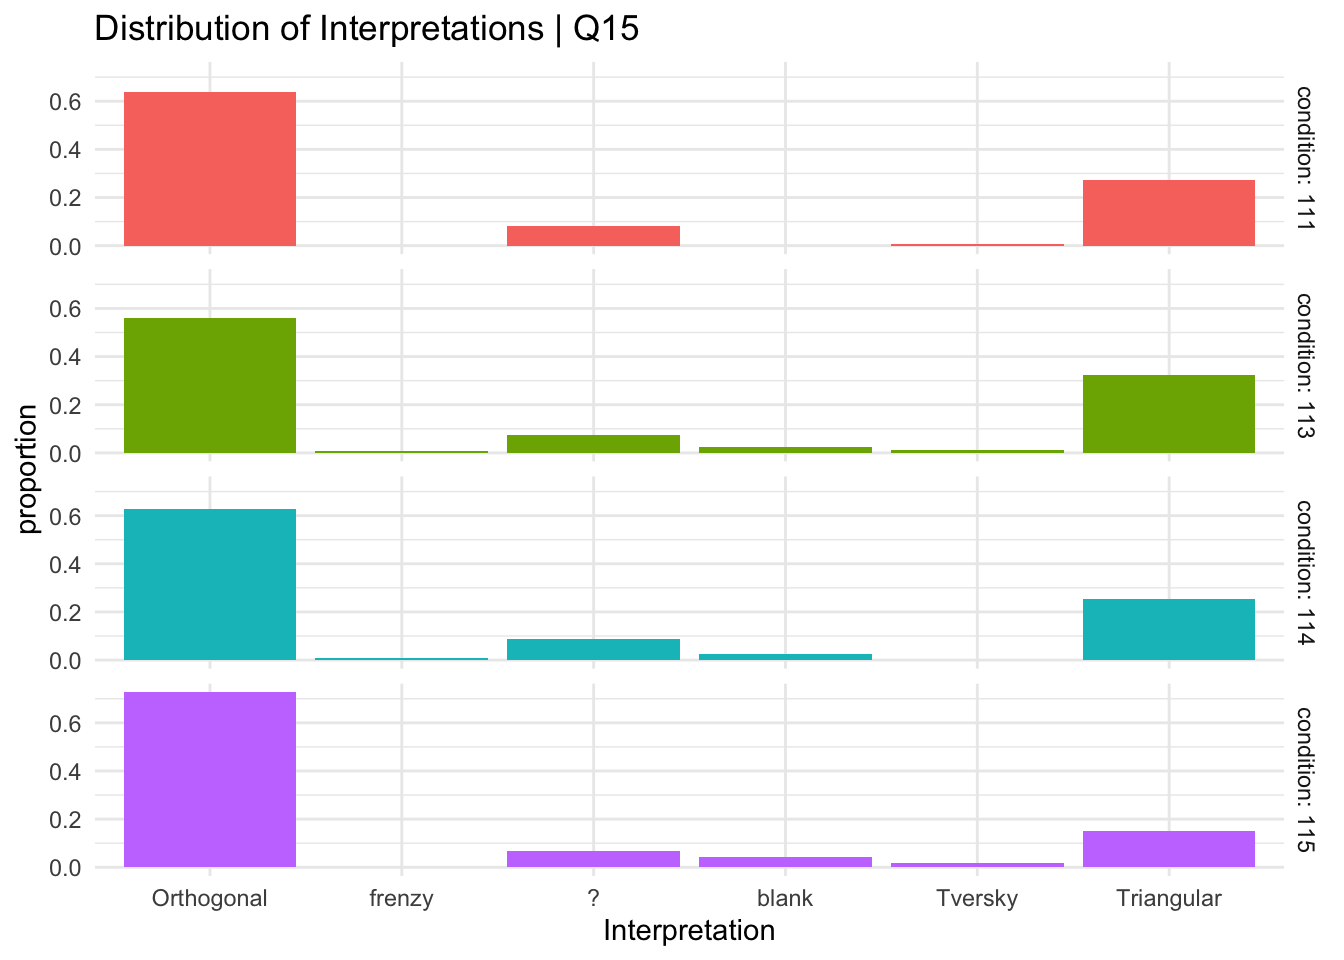 Distribution of Interpretations | Q15
proportion
0.6
0.4
0.2
0.0
condition: 111
0.6
0.4
0.2
0.0
condition: 113
0.6
0.4
0.2
0.0
condition: 114
0.6
0.4
0.2
0.0
condition: 115
Orthogonal frenzy ? blank Tversky Triangular
Interpretation